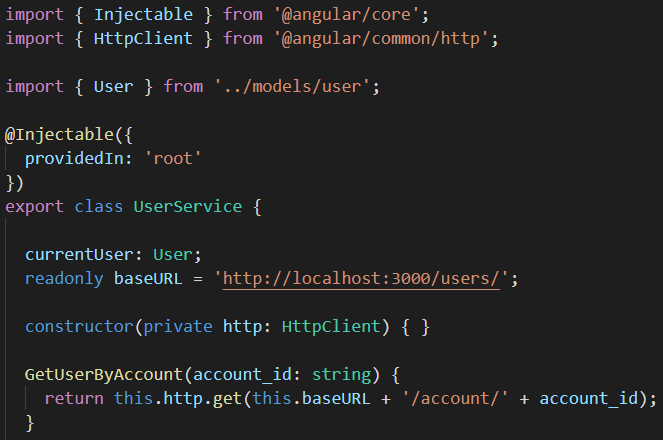 import { Injectable } from '@angular/core';
import { HttpClient } from '@angular/common/http';
import { User } from '../models/user';
@Injectable({
providedIn: 'root'
})
export class UserService {
currentUser: User;
readonly baseURL = 'http://localhost:3000/users/';
constructor(private http: HttpClient) { }
GetUserByAccount(account_id: string) {
return this.http.get(this.baseURL + '/account/' + account_id);
}